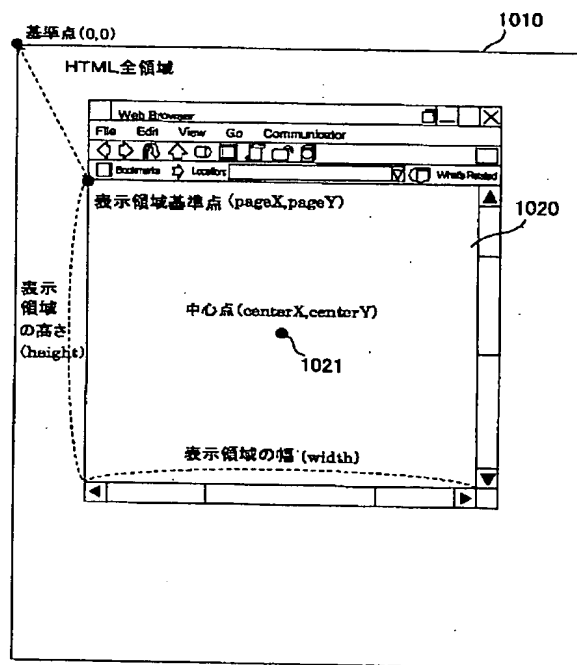 基準点(0,0)
1010
HTML全領域
Web Browser
File Edit View Go Communicator
Bookmarks Location What's Related
表示領域基準点(pageX,pageY)
1020
表示
領域
の高さ
(height)
中心点(centerX,centerY)
1021
表示領域の幅(width)